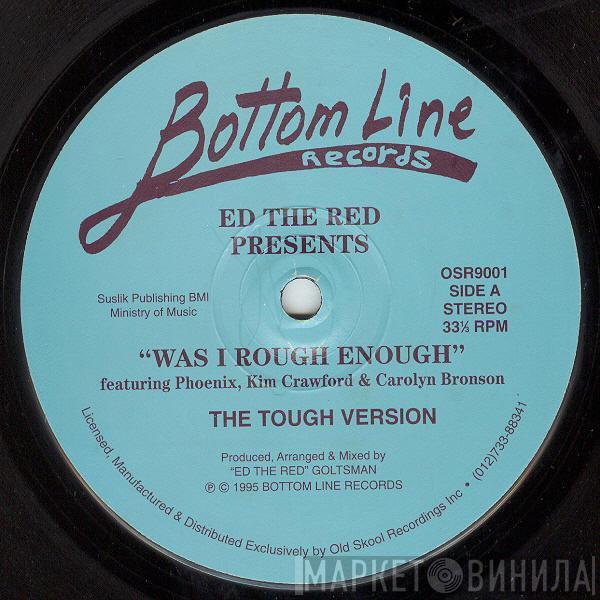 Bottom Line
Records
ED THE RED
PRESENTS
Suslik Publishing BMI
Ministry of Music
OSR9001
SIDE A
STEREO
33⅓ RPM
“WAS I ROUGH ENOUGH”
featuring Phoenix, Kim Crawford & Carolyn Bronson
THE TOUGH VERSION
Produced, Arranged & Mixed by
“ED THE RED” GOLTSMAN
℗ © 1995 BOTTOM LINE RECORDS
Licensed, Manufactured & Distributed Exclusively by Old Skool Recordings Inc • (012)733-88341
МАРКЕТ ВИНИЛА